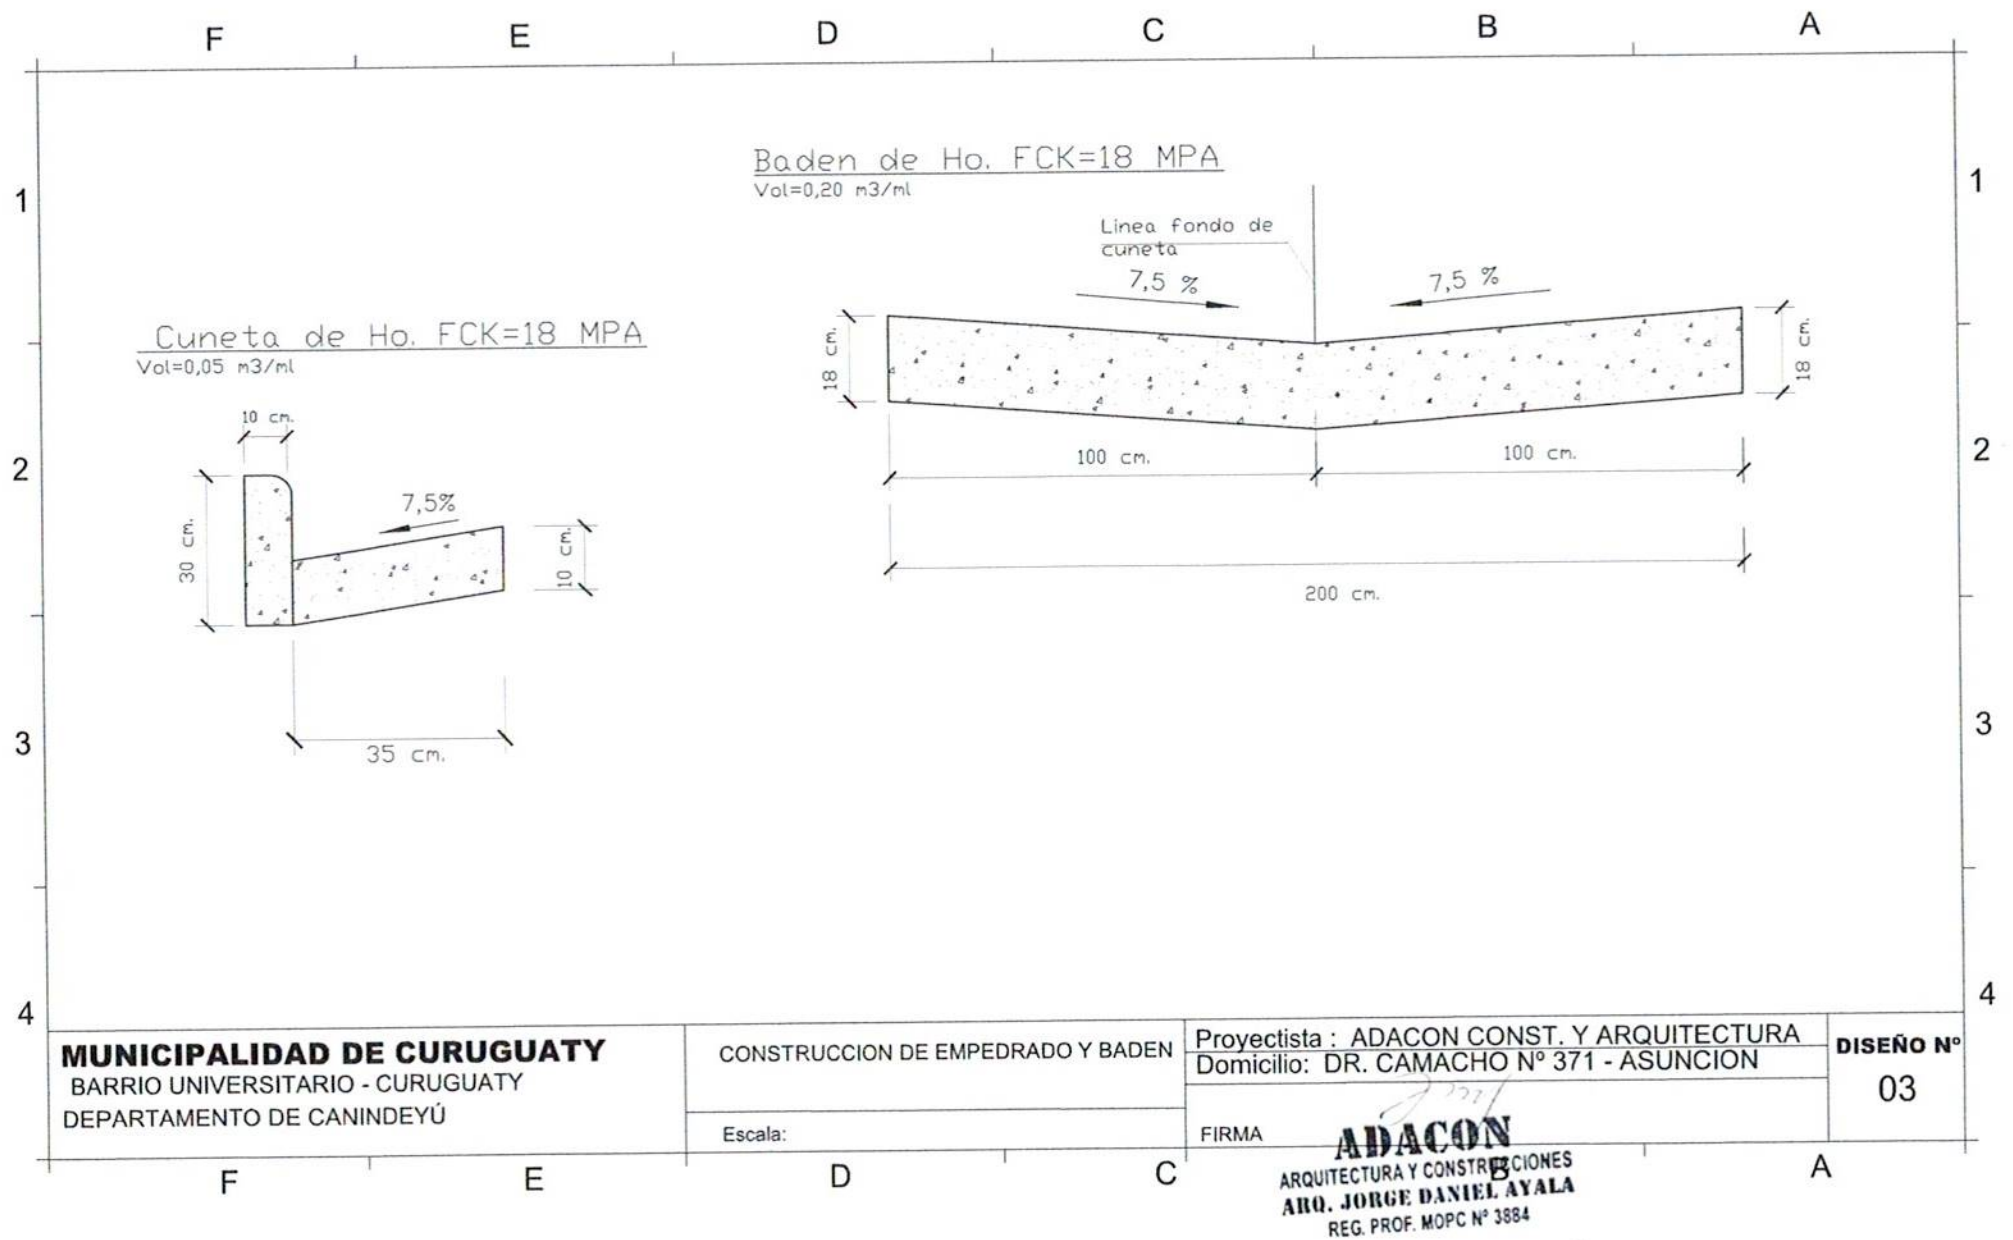 F E D C B A
1 1
Baden de Ho. FCK=18 MPA
Vol=0,20 m3/ml
Linea fondo de
cuneta
7,5 % 7,5 %
18 cm. 18 cm.
100 cm. 100 cm.
200 cm.
Cuneta de Ho. FCK=18 MPA
Vol=0,05 m3/ml
10 cm.
7,5%
30 cm. 10 cm.
35 cm.
2 2
3 3
4 4
MUNICIPALIDAD DE CURUGUATY
BARRIO UNIVERSITARIO - CURUGUATY
DEPARTAMENTO DE CANINDEYÚ
CONSTRUCCION DE EMPEDRADO Y BADEN
Escala:
Proyectista : ADACON CONST. Y ARQUITECTURA
Domicilio: DR. CAMACHO Nº 371 - ASUNCION
FIRMA
DISEÑO Nº
03
ADACON
ARQUITECTURA Y CONSTRUCCIONES
ARQ. JORGE DANIEL AYALA
REG. PROF. MOPC Nº 3884
F E D C B A